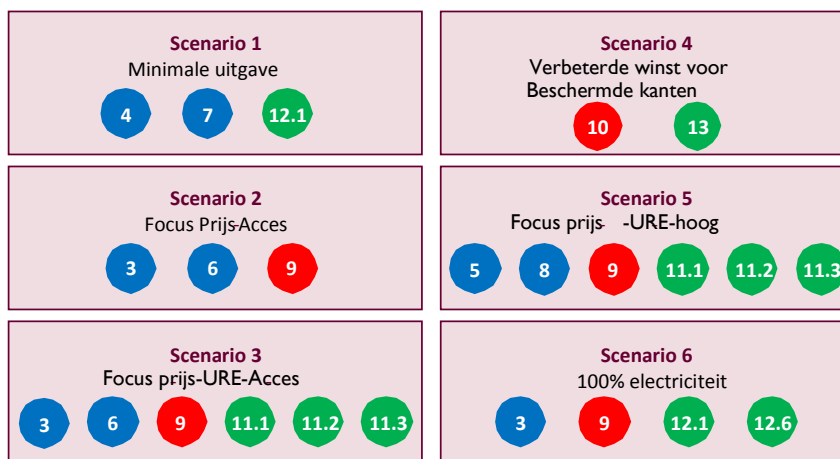 Scenario 1
Minimale uitgave
4 7 12.1
Scenario 4
Verbeterde winst voor
Beschermde kanten
10 13
Scenario 2
Focus Prijs-Acces
3 6 9
Scenario 5
Focus prijs- -URE-hoog
5 8 9 11.1 11.2 11.3
Scenario 3
Focus prijs-URE-Acces
3 6 9 11.1 11.2 11.3
Scenario 6
100% electriciteit
3 9 12.1 12.6